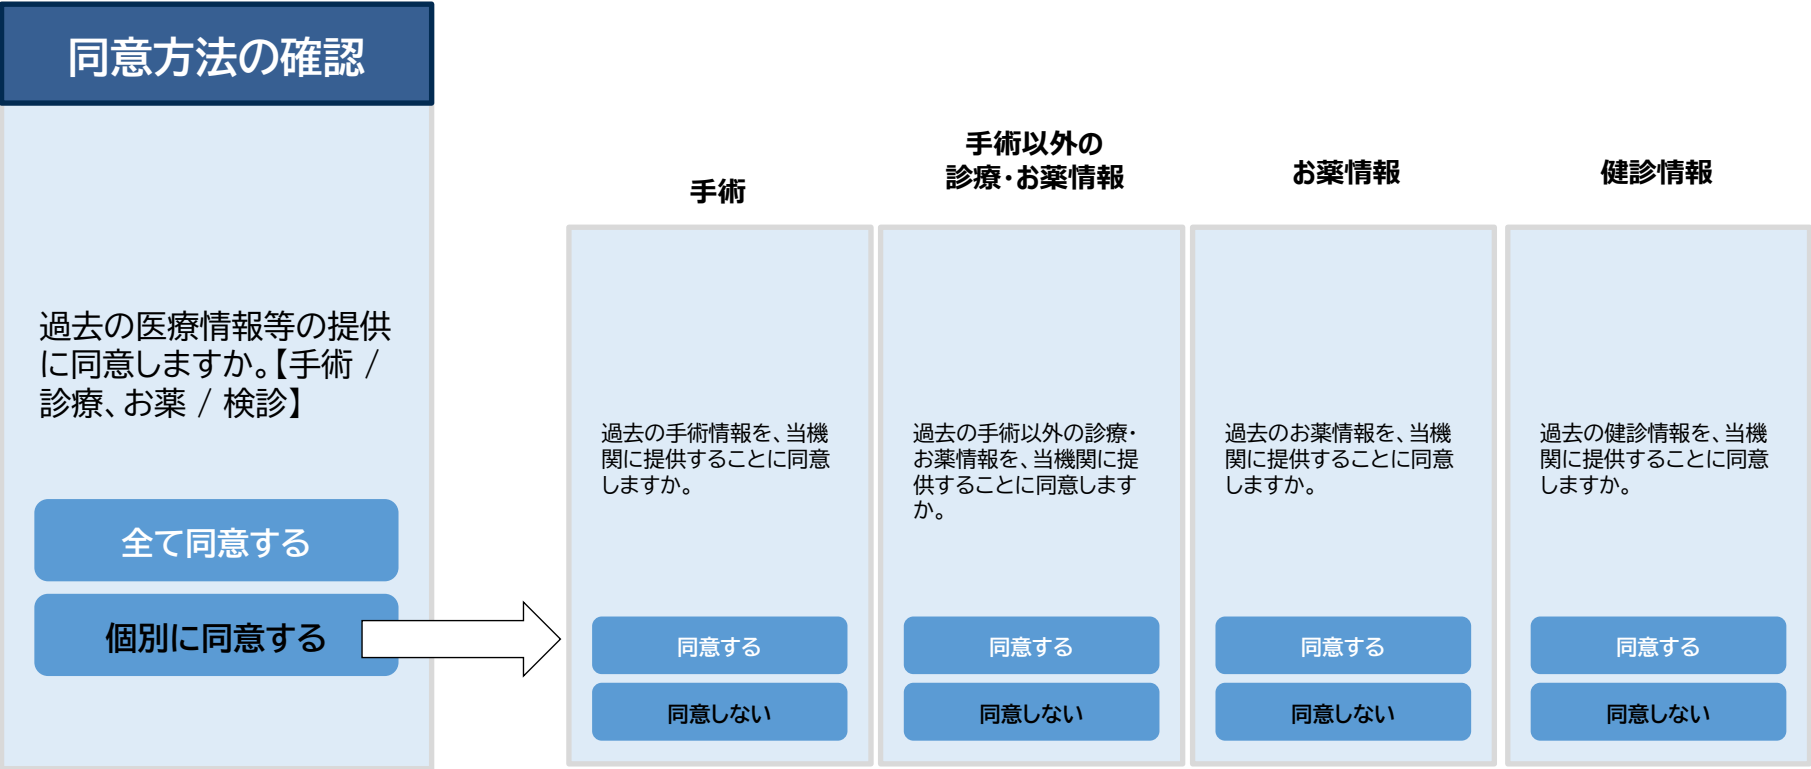 同意方法の確認
過去の医療情報等の提供
に同意しますか。【手術 /
診療、お薬 / 検診】
全て同意する
個別に同意する
手術
過去の手術情報を、当機
関に提供することに同意
しますか。
同意する
同意しない
手術以外の
診療・お薬情報
過去の手術以外の診療・
お薬情報を、当機関に提
供することに同意します
か。
同意する
同意しない
お薬情報
過去のお薬情報を、当機
関に提供することに同意
しますか。
同意する
同意しない
健診情報
過去の健診情報を、当機
関に提供することに同意
しますか。
同意する
同意しない